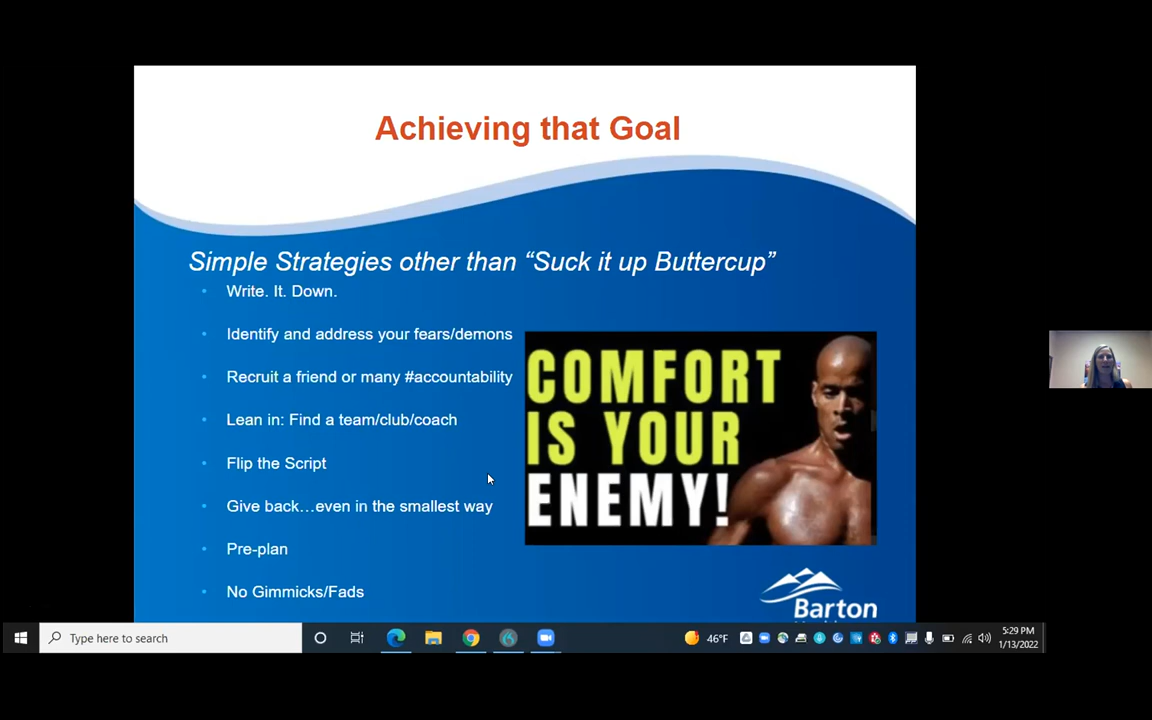 Achieving that Goal
Simple Strategies other than “Suck it up Buttercup”
• Write. It. Down.
• Identify and address your fears/demons
• Recruit a friend or many #accountability
• Lean in: Find a team/club/coach
• Flip the Script
• Give back…even in the smallest way
• Pre-plan
• No Gimmicks/Fads
COMFORT
IS YOUR
ENEMY!
Barton
Type here to search
46°F
5:29 PM
1/13/2022